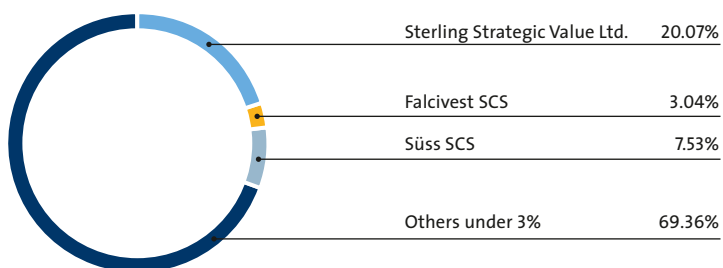 Sterling Strategic Value Ltd. 20.07%
Falcivest SCS 3.04%
Süss SCS 7.53%
Others under 3% 69.36%